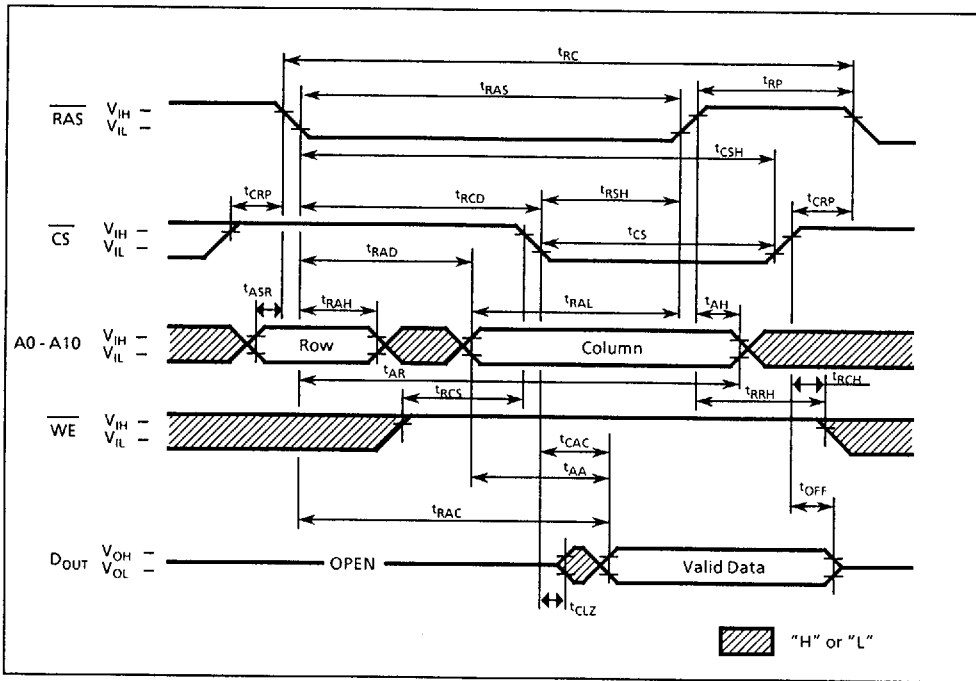 tRC
tRAS
tRP
RAS VIH
VIL
tCSH
tCRP
tRCD
tRSH
tCRP
CS VIH
VIL
tCS
tRAD
tASR
tRAH
tRAL
tAH
A0 - A10 VIH
VIL
Row
Column
tAR
tRCS
tRRH
tRCH
WE VIH
VIL
tCAC
tAA
tOFF
tRAC
DOUT VOH
VOL
OPEN
Valid Data
tCLZ
"H" or "L"